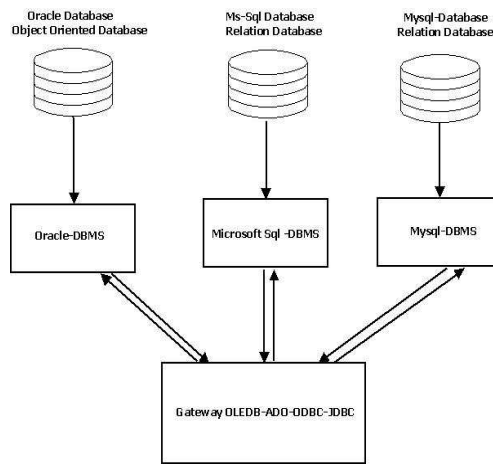 Oracle Database
Object Oriented Database
Ms-Sql Database
Relation Database
Mysql-Database
Relation Database
Oracle-DBMS
Microsoft Sql -DBMS
Mysql-DBMS
Gateway OLEDB-ADO-ODBC-JDBC